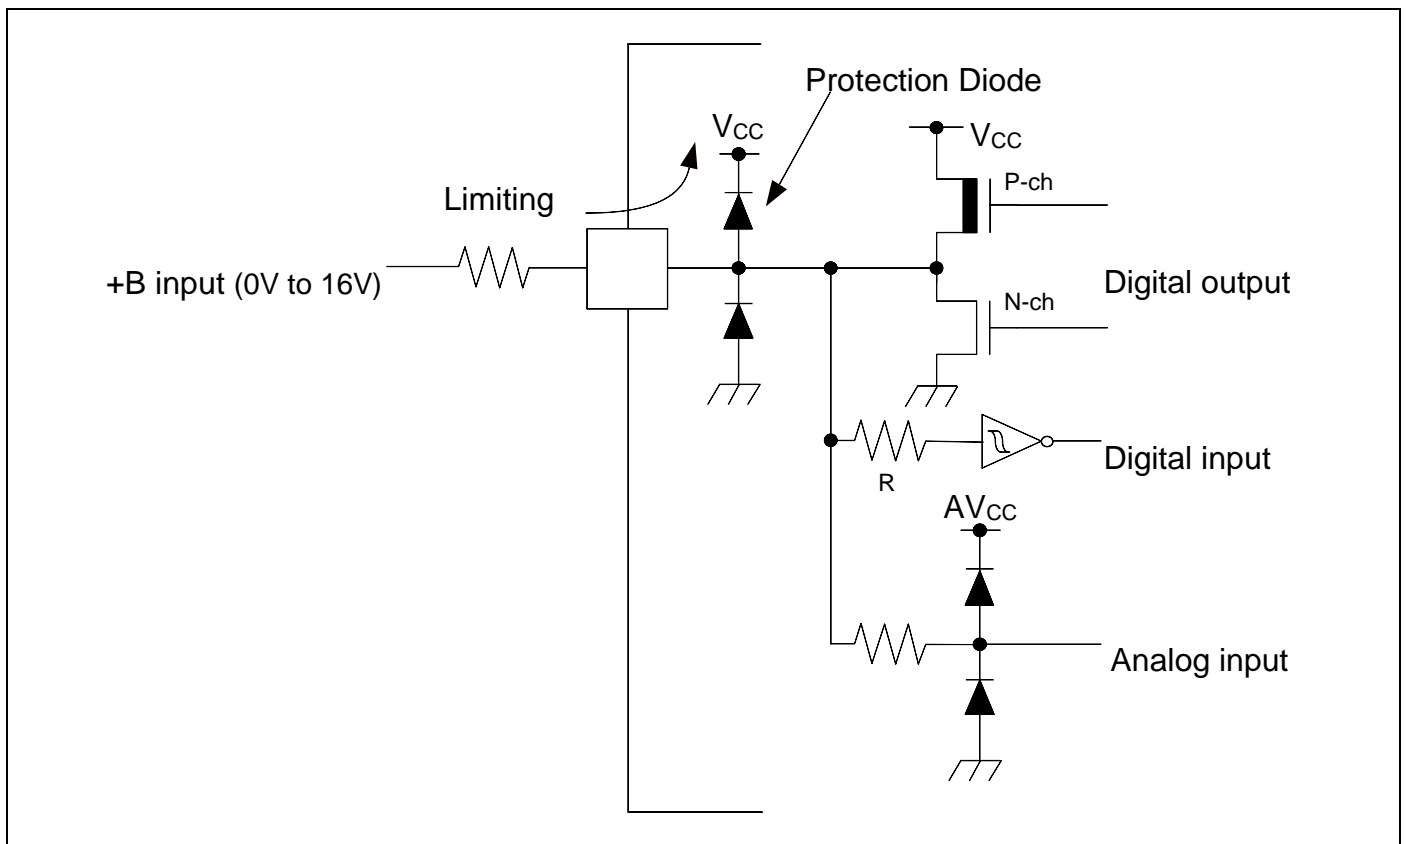 Protection Diode
VCC
VCC
P-ch
Limiting
+B input (0V to 16V)
Digital output
N-ch
Digital input
R
AVCC
Analog input